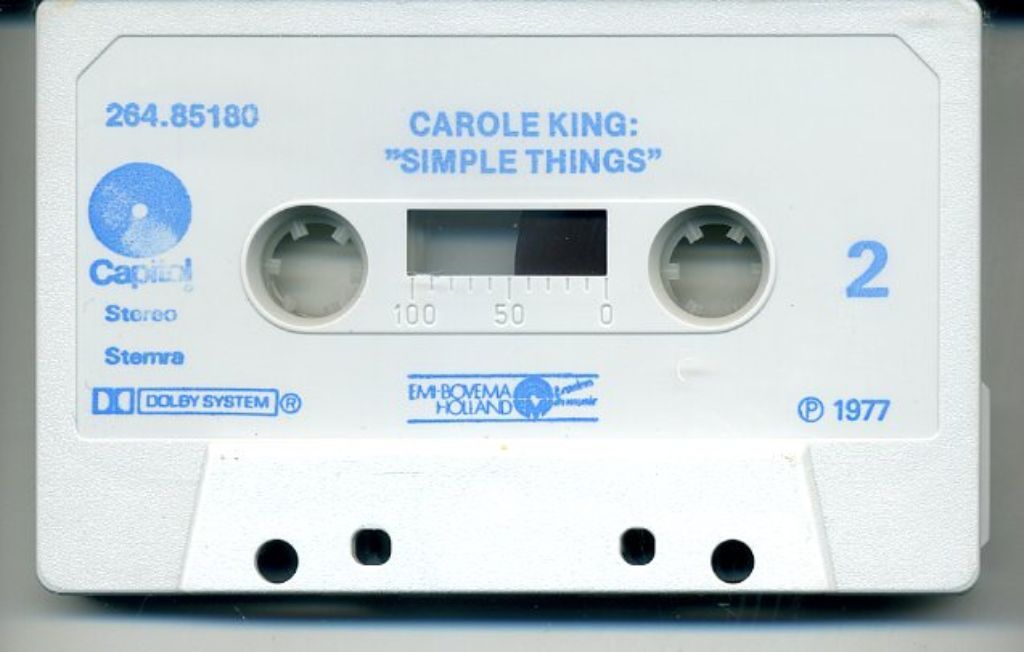 264.85180
CAROLE KING:
"SIMPLE THINGS"
Capitol
Stereo
Stemra
2
100 50 0
DOLBY SYSTEM ®
EMI-BOVEMA
HOLLAND
℗ 1977